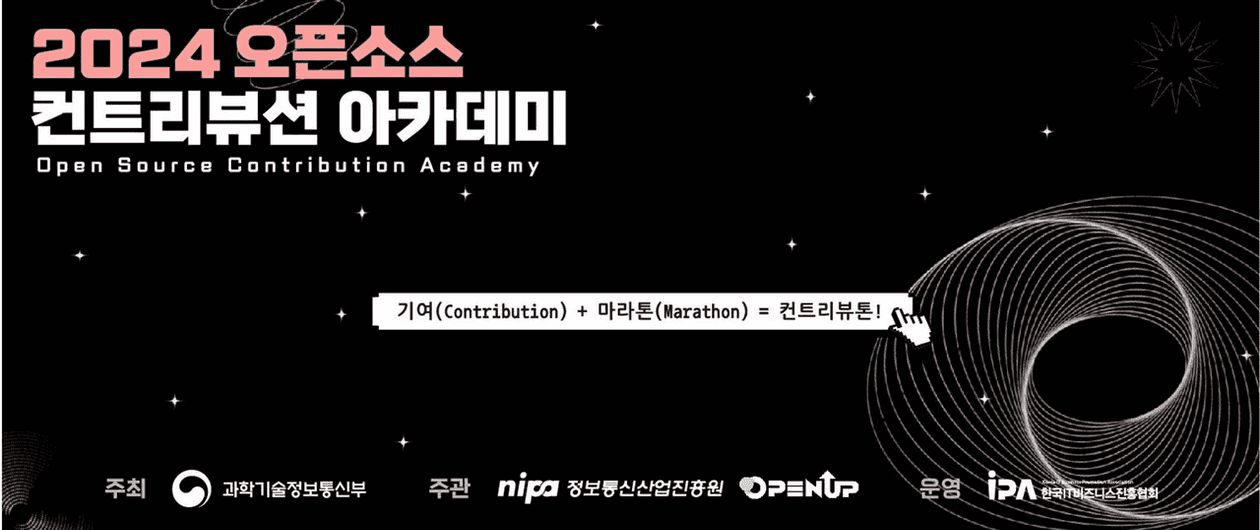 2024 오픈소스
컨트리뷰션 아카데미
Open Source Contribution Academy
기여(Contribution) + 마라톤(Marathon) = 컨트리뷰톤!
주최 과학기술정보통신부 주관 nipa 정보통신산업진흥원 OPENUP 운영 iPA 한국IT비즈니스진흥협회